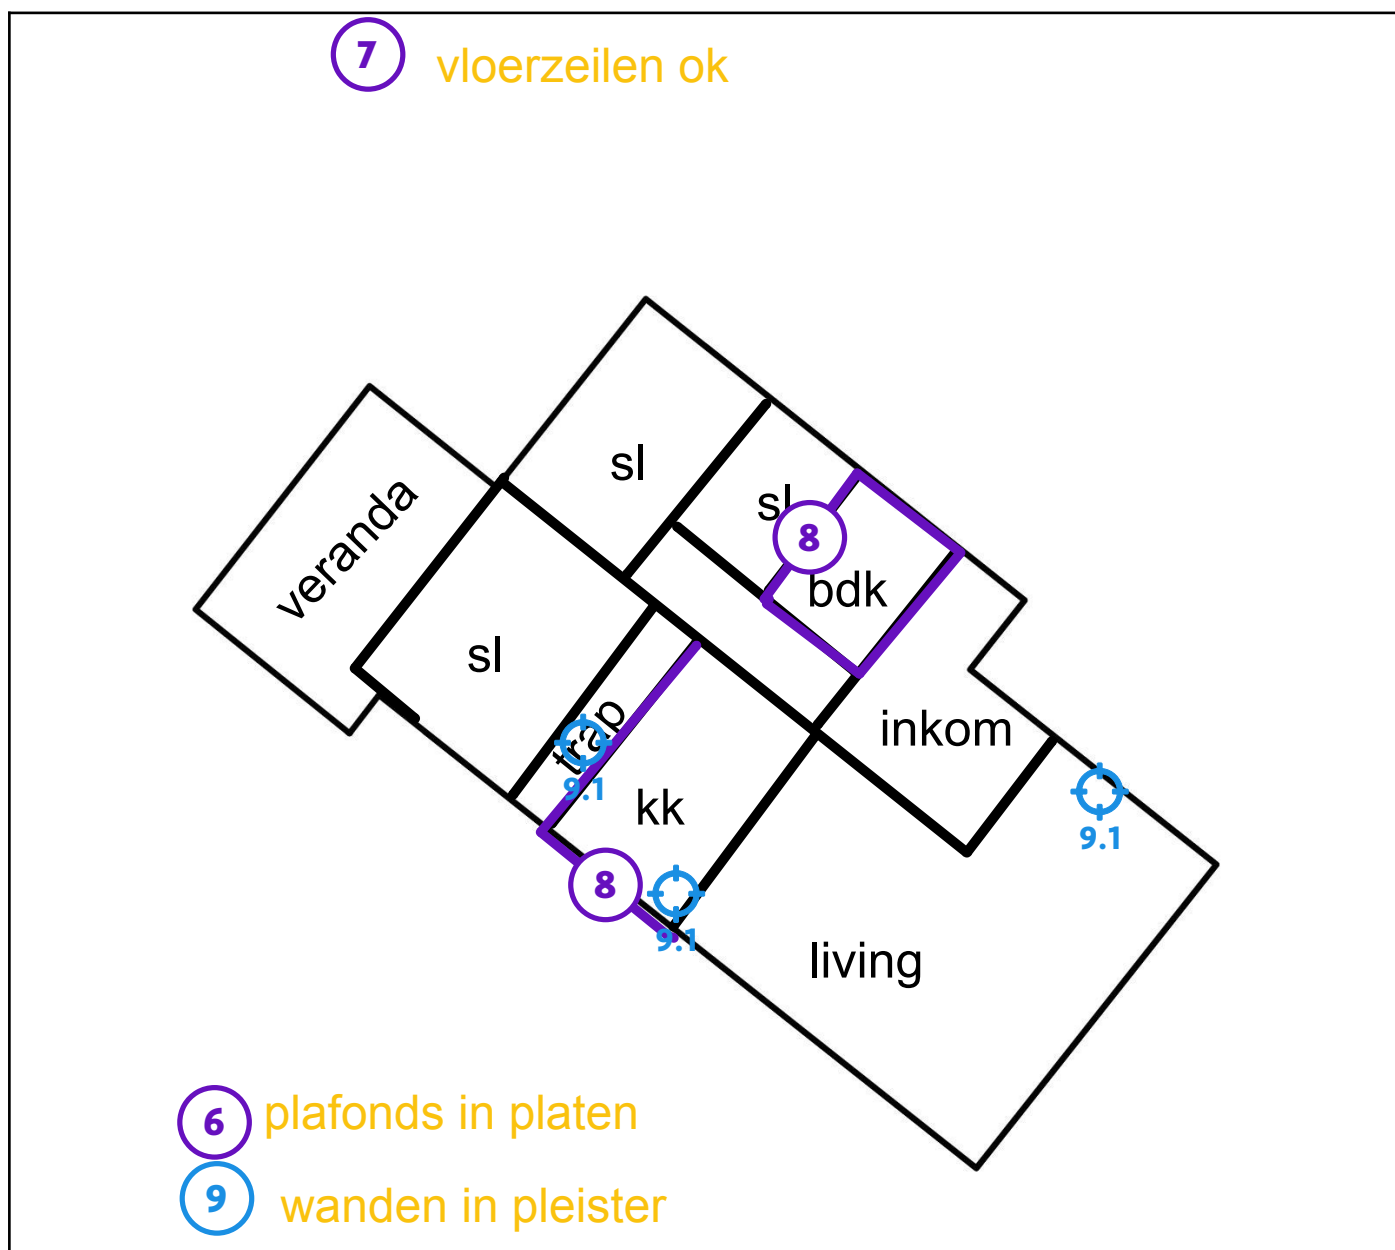 7 vloerzeilen ok
sl
veranda
sl
8
bdk
sl
trap
9.1
inkom
kk
9.1
8
9.1
living
6 plafonds in platen
9 wanden in pleister